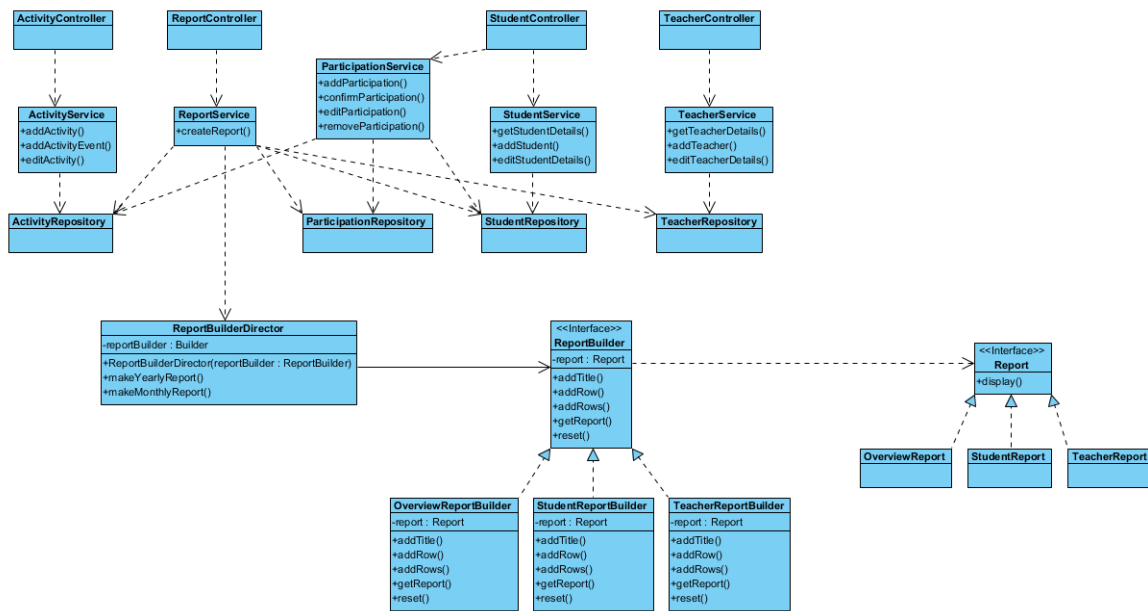 ActivityController
ReportController
StudentController
TeacherController
ParticipationService
+addParticipation()
+confirmParticipation()
+editParticipation()
+removeParticipation()
ActivityService
+addActivity()
+addActivityEvent()
+editActivity()
ReportService
+createReport()
StudentService
+getStudentDetails()
+addStudent()
+editStudentDetails()
TeacherService
+getTeacherDetails()
+addTeacher()
+editTeacherDetails()
ActivityRepository
ParticipationRepository
StudentRepository
TeacherRepository
ReportBuilderDirector
-reportBuilder : Builder
+ReportBuilderDirector(reportBuilder : ReportBuilder)
+makeYearlyReport()
+makeMonthlyReport()
<<Interface>>
ReportBuilder
-report : Report
+addTitle()
+addRow()
+addRows()
+getReport()
+reset()
<<Interface>>
Report
+display()
OverviewReport
StudentReport
TeacherReport
OverviewReportBuilder
-report : Report
+addTitle()
+addRow()
+addRows()
+getReport()
+reset()
StudentReportBuilder
-report : Report
+addTitle()
+addRow()
+addRows()
+getReport()
+reset()
TeacherReportBuilder
-report : Report
+addTitle()
+addRow()
+addRows()
+getReport()
+reset()